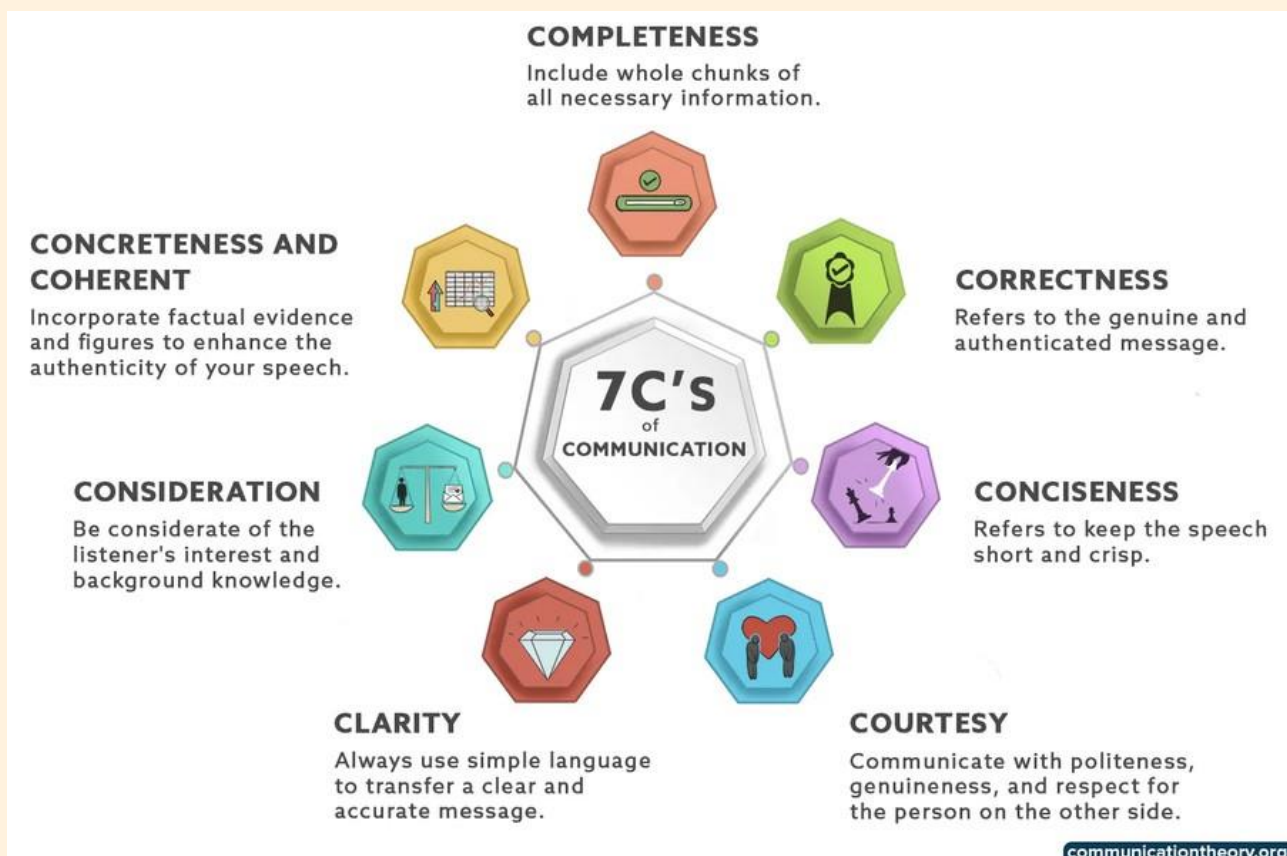 COMPLETENESS
Include whole chunks of
all necessary information.
CONCRETENESS AND
COHERENT
Incorporate factual evidence
and figures to enhance the
authenticity of your speech.
CORRECTNESS
Refers to the genuine and
authenticated message.
7C's
of
COMMUNICATION
CONSIDERATION
Be considerate of the
listener's interest and
background knowledge.
CONCISENESS
Refers to keep the speech
short and crisp.
CLARITY
Always use simple language
to transfer a clear and
accurate message.
COURTESY
Communicate with politeness,
genuineness, and respect for
the person on the other side.
communicationtheory.org